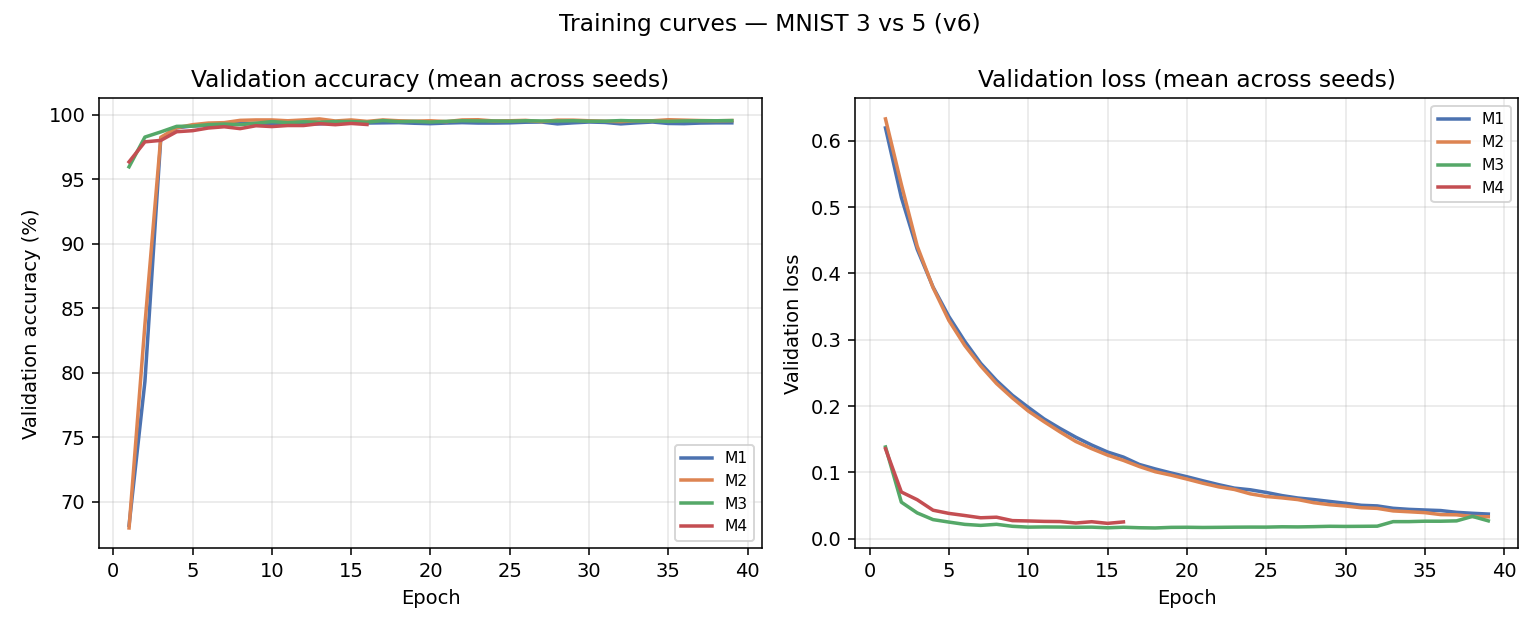 Training curves — MNIST 3 vs 5 (v6)
Validation accuracy (mean across seeds)
Validation accuracy (%)
100
95
90
85
80
75
70
M1
M2
M3
M4
0 5 10 15 20 25 30 35 40
Epoch
Validation loss (mean across seeds)
Validation loss
0.6
0.5
0.4
0.3
0.2
0.1
0.0
M1
M2
M3
M4
0 5 10 15 20 25 30 35 40
Epoch